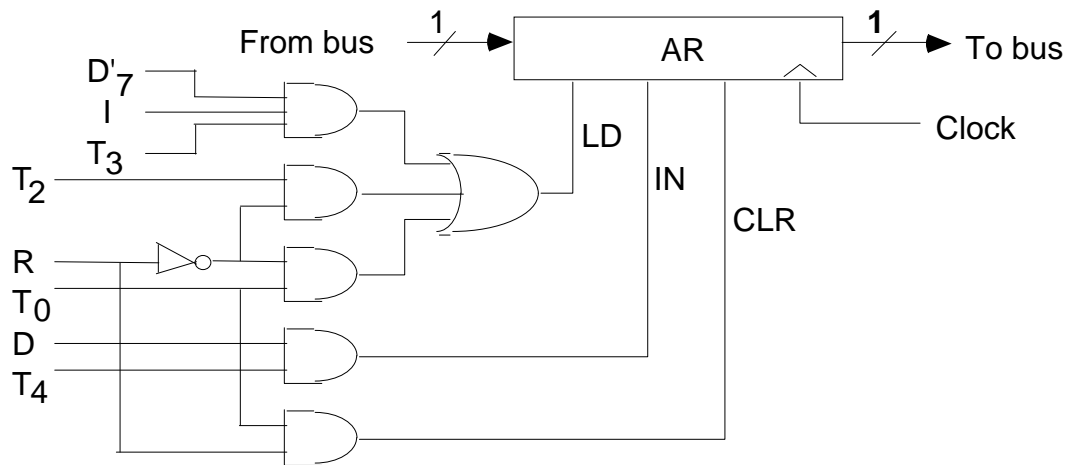 From bus
1
AR
1
To bus
D'7
I
T3
LD
Clock
T2
IN
CLR
R
T0
D
T4